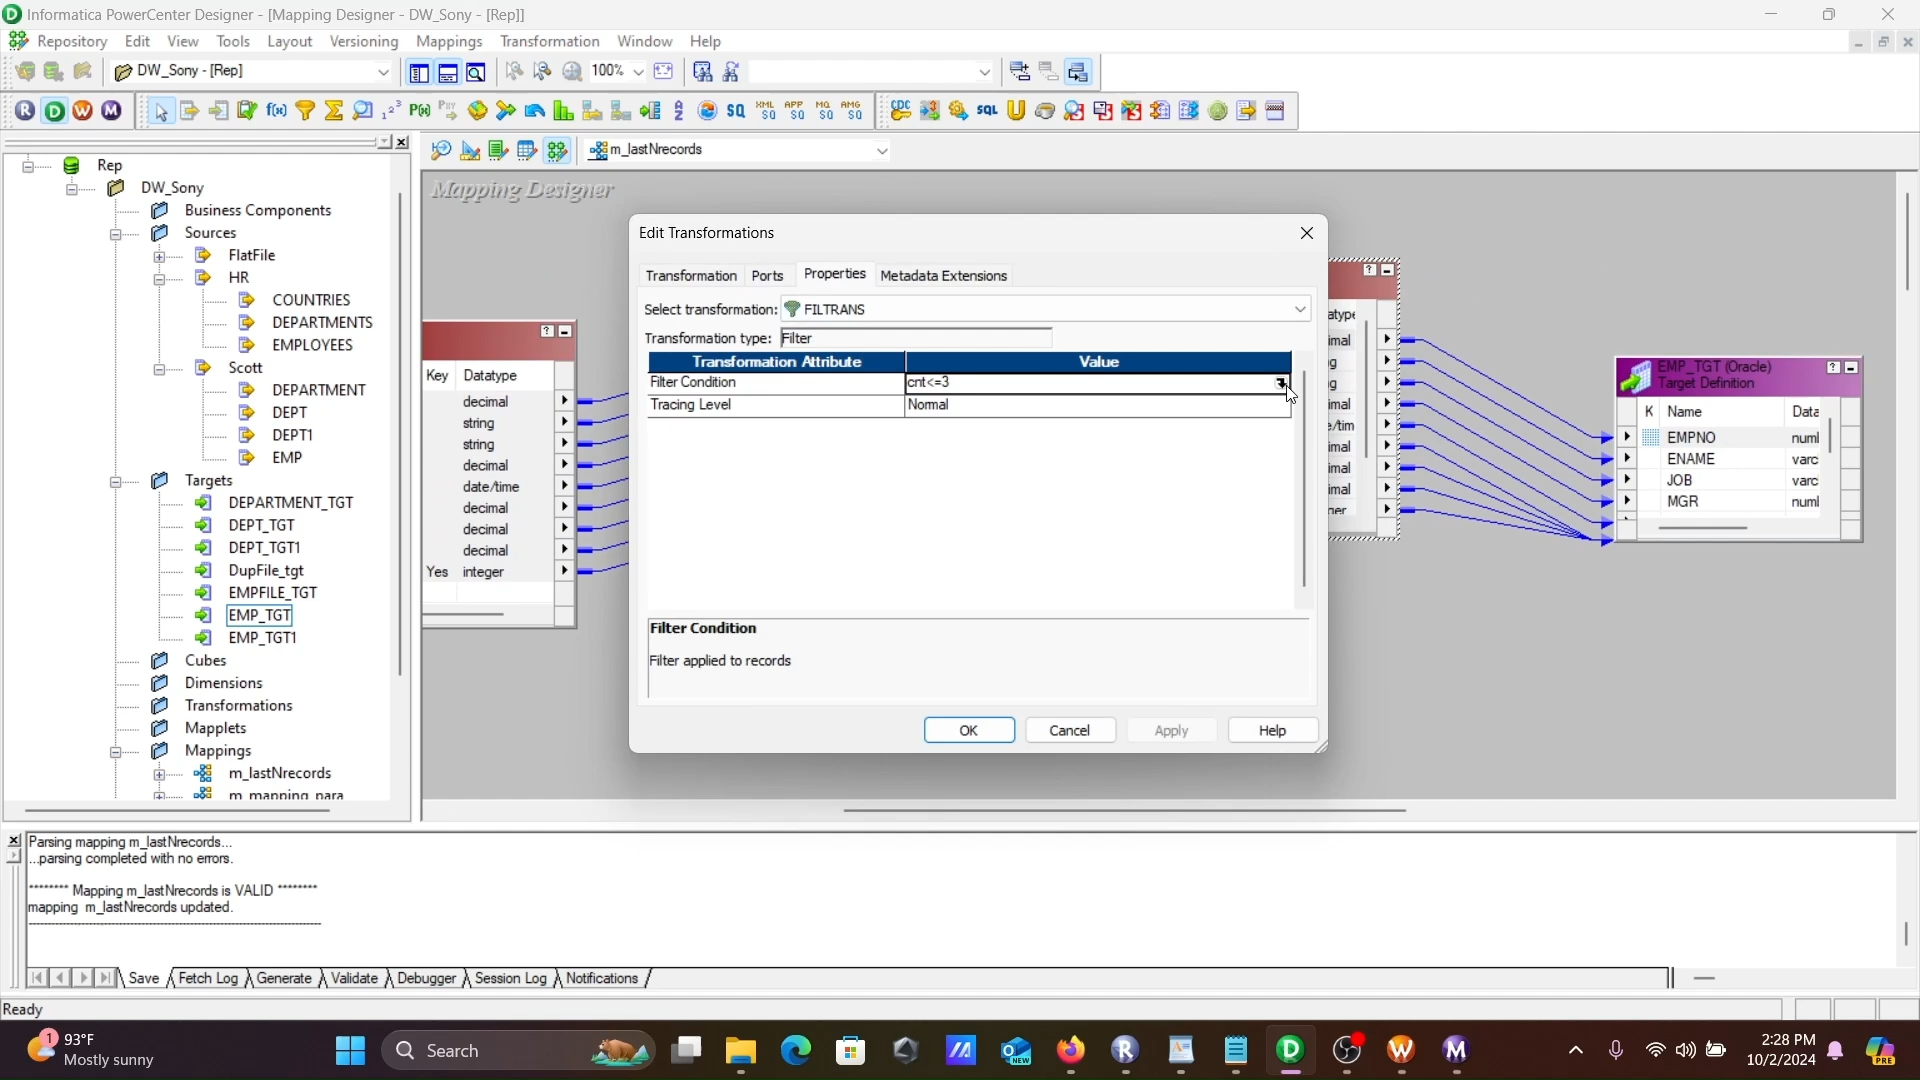 Informatica PowerCenter Designer - [Mapping Designer - DW_Sony - [Rep]]
Repository Edit View Tools Layout Versioning Mappings Transformation Window Help
DW_Sony - [Rep]
100%
m_lastNrecords
Rep
DW_Sony
Business Components
Sources
FlatFile
HR
COUNTRIES
DEPARTMENTS
EMPLOYEES
Scott
DEPARTMENT
DEPT
DEPT1
EMP
Targets
DEPARTMENT_TGT
DEPT_TGT
DEPT_TGT1
DupFile_tgt
EMPFILE_TGT
EMP_TGT
EMP_TGT1
Cubes
Dimensions
Transformations
Mapplets
Mappings
m_lastNrecords
m_mapping_para
Mapping Designer
Key Datatype
decimal
string
string
decimal
date/time
decimal
decimal
decimal
Yes integer
Edit Transformations
Transformation Ports Properties Metadata Extensions
Select transformation: FILTRANS
Transformation type: Filter
Transformation Attribute Value
Filter Condition cnt<=3
Tracing Level Normal
Filter Condition
Filter applied to records
OK Cancel Apply Help
EMP_TGT (Oracle)
Target Definition
K Name Data
EMPNO numl
ENAME varc
JOB varc
MGR numl
Parsing mapping m_lastNrecords...
...parsing completed with no errors.
******** Mapping m_lastNrecords is VALID ********
mapping m_lastNrecords updated.
Save Fetch Log Generate Validate Debugger Session Log Notifications
Ready
93°F
Mostly sunny
Search
2:28 PM
10/2/2024